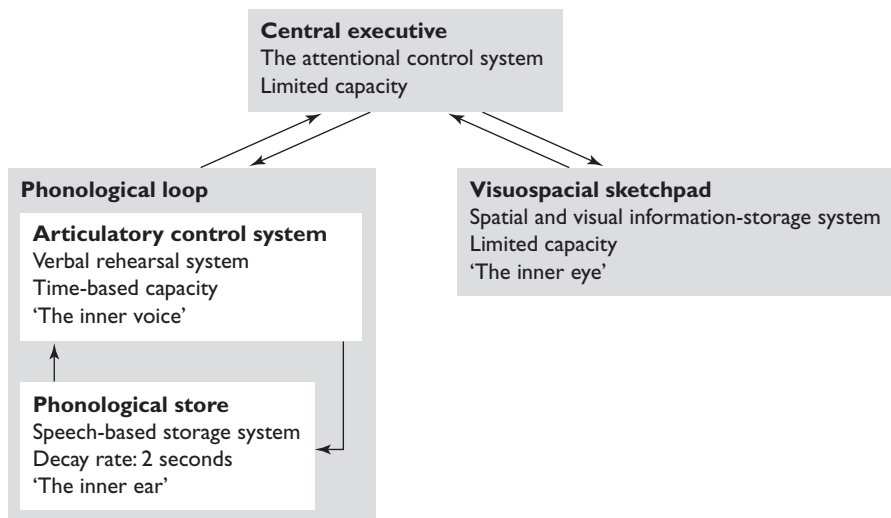 Central executive
The attentional control system
Limited capacity
Phonological loop
Articulatory control system
Verbal rehearsal system
Time-based capacity
‘The inner voice’
Phonological store
Speech-based storage system
Decay rate: 2 seconds
‘The inner ear’
Visuospacial sketchpad
Spatial and visual information-storage system
Limited capacity
‘The inner eye’